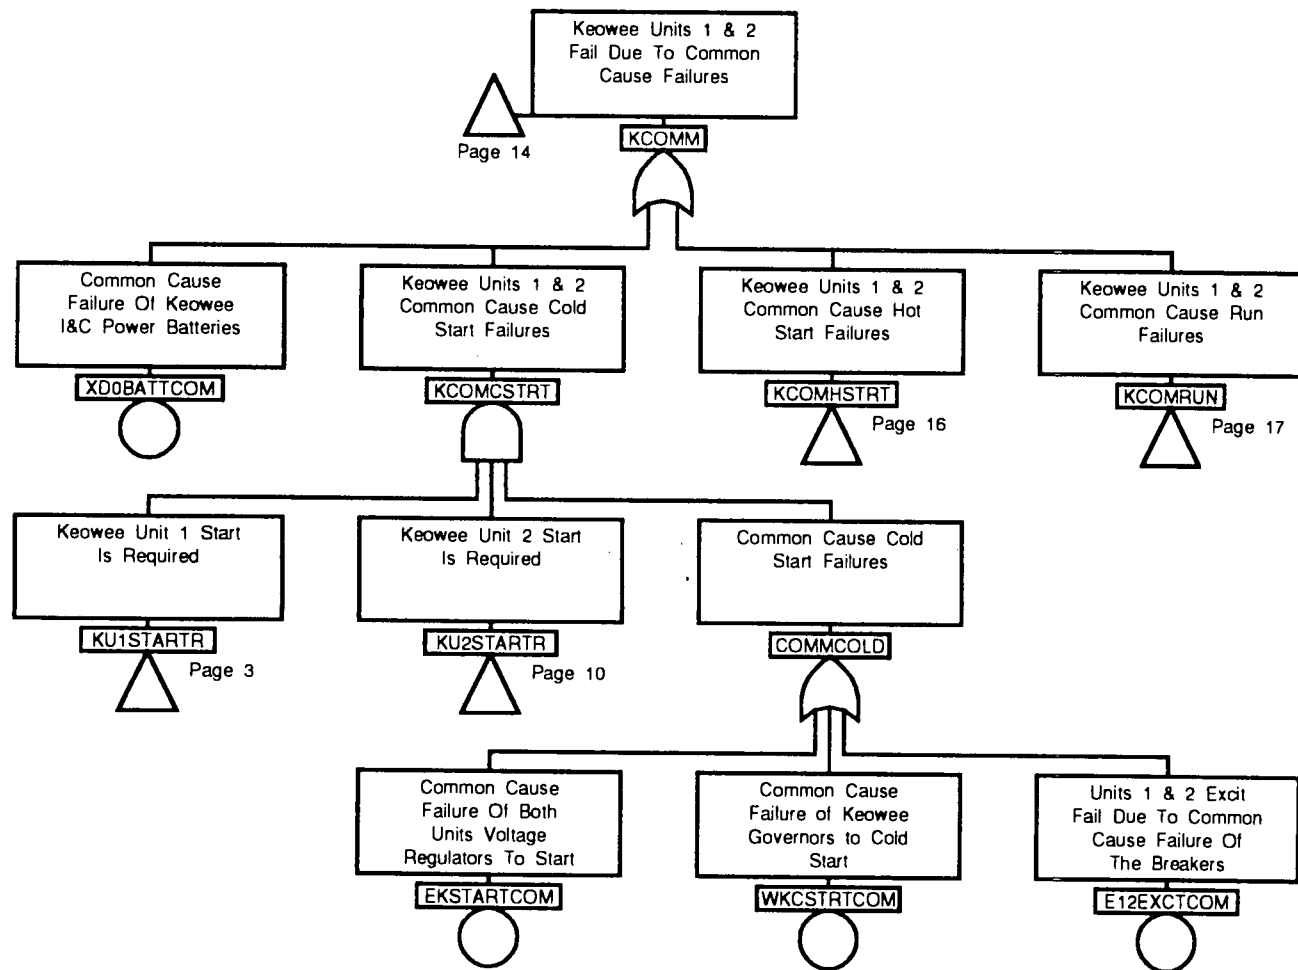 Keowee Units 1 & 2
Fail Due To Common
Cause Failures
Page 14
KCOMM
Common Cause
Failure Of Keowee
I&C Power Batteries
XD0BATTCOM
Keowee Units 1 & 2
Common Cause Cold
Start Failures
KCOMCSTRT
Keowee Units 1 & 2
Common Cause Hot
Start Failures
KCOMHSTRT
Page 16
Keowee Units 1 & 2
Common Cause Run
Failures
KCOMRUN
Page 17
Keowee Unit 1 Start
Is Required
KU1STARTR
Page 3
Keowee Unit 2 Start
Is Required
KU2STARTR
Page 10
Common Cause Cold
Start Failures
COMMCOLD
Common Cause
Failure Of Both
Units Voltage
Regulators To Start
EKSTARTCOM
Common Cause
Failure of Keowee
Governors to Cold
Start
WKCSTRTCOM
Units 1 & 2 Excit
Fail Due To Common
Cause Failure Of
The Breakers
E12EXCTCOM